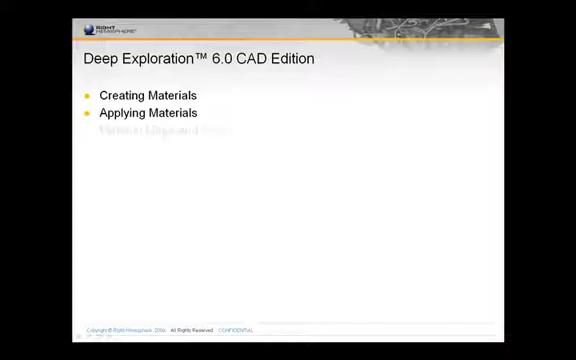 RIGHT
HEMISPHERE
Deep Exploration™ 6.0 CAD Edition
Creating Materials
Applying Materials
Copyright © Right Hemisphere, All Rights Reserved CONFIDENTIAL